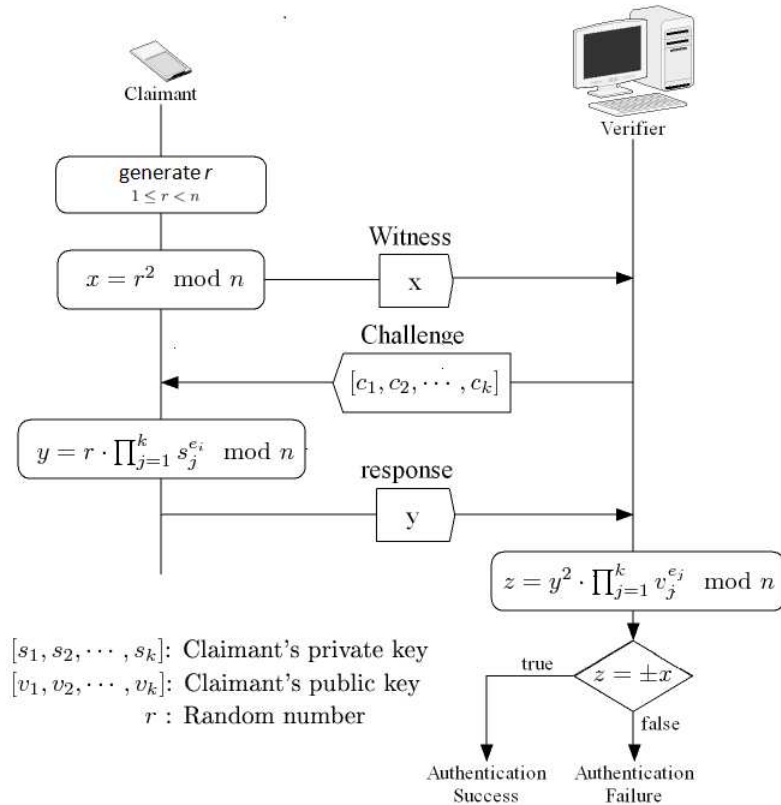 Claimant
Verifier
generate r
1 ≤ r < n
Witness
x = r² mod n
x
Challenge
[c₁, c₂, ⋯ , cₖ]
y = r · ∏ⱼ₌₁ᵏ sⱼ^{eᵢ} mod n
response
y
z = y² · ∏ⱼ₌₁ᵏ vⱼ^{eⱼ} mod n
[s₁, s₂, ⋯ , sₖ]: Claimant's private key
[v₁, v₂, ⋯ , vₖ]: Claimant's public key
r : Random number
true
z = ±x
false
Authentication
Success
Authentication
Failure